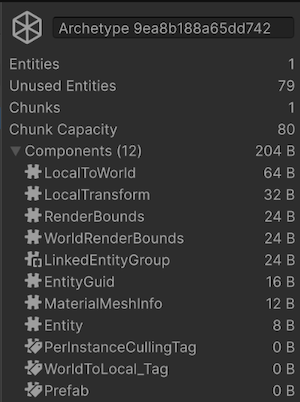 Archetype 9ea8b188a65dd742
Entities 1
Unused Entities 79
Chunks 1
Chunk Capacity 80
Components (12) 204 B
LocalToWorld 64 B
LocalTransform 32 B
RenderBounds 24 B
WorldRenderBounds 24 B
LinkedEntityGroup 24 B
EntityGuid 16 B
MaterialMeshInfo 12 B
Entity 8 B
PerInstanceCullingTag 0 B
WorldToLocal_Tag 0 B
Prefab 0 B